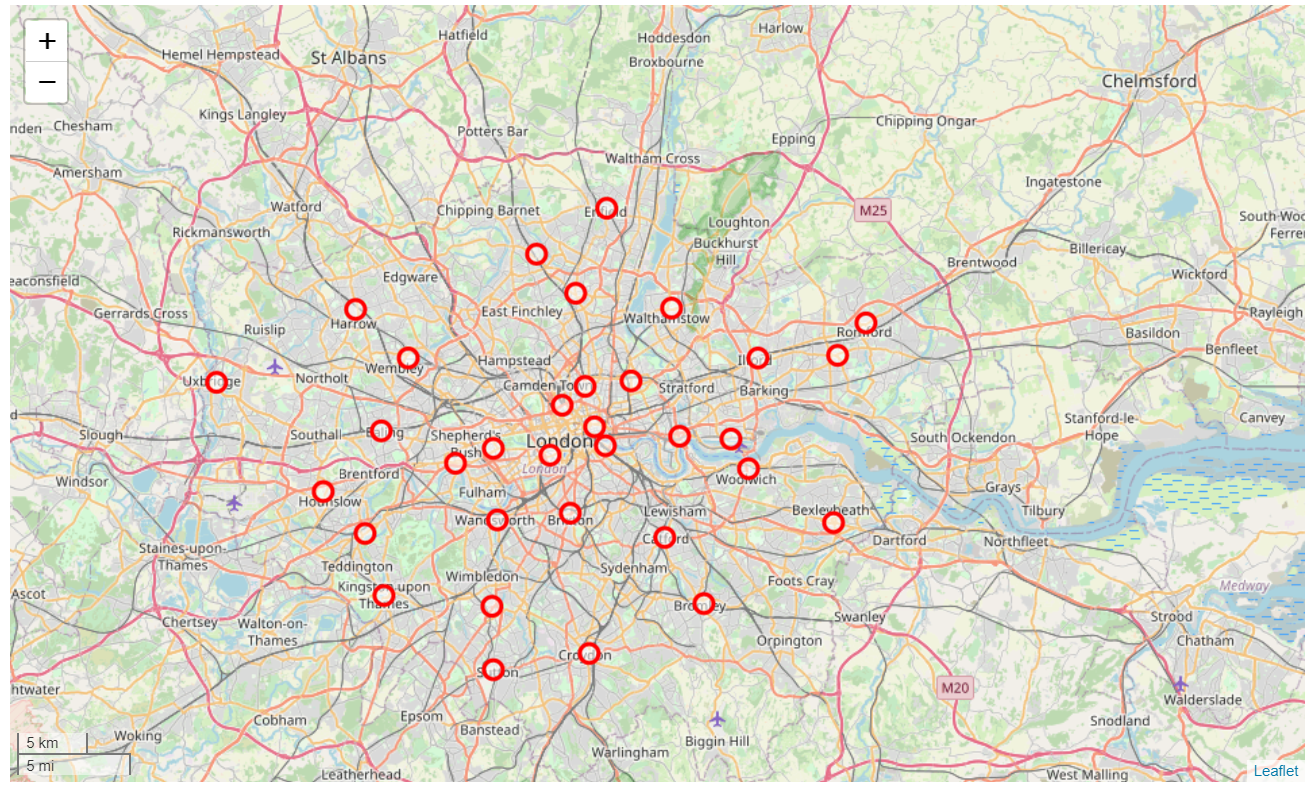 +
−
Hatfield
Hoddesdon
Harlow
Hemel Hempstead
St Albans
Broxbourne
Chelmsford
Kings Langley
Chipping Ongar
nden
Chesham
Potters Bar
Epping
Waltham Cross
Amersham
Ingatestone
Watford
Chipping Barnet
Enfield
M25
Loughton
South Woo
Ferrer
Rickmansworth
Buckhurst
Hill
Billericay
Brentwood
Wickford
eaconsfield
Edgware
Gerrards Cross
East Finchley
Walthamstow
Rayleigh
Harrow
Ruislip
Romford
Basildon
Benfleet
Hampstead
Ilford
Wembley
Uxbridge
Northolt
Camden Town
Stratford
Barking
d
Stanford-le-
Hope
Canvey
Slough
Southall
Ealing
Shepherd's
Bush
London
South Ockendon
London
Windsor
Brentford
Woolwich
Grays
Hounslow
Fulham
Tilbury
Wandsworth
Brixton
Lewisham
Bexleyheath
Catford
Dartford
Northfleet
Staines-upon-
Thames
Teddington
Sydenham
Wimbledon
Foots Cray
Medway
Ascot
Kingston upon
Thames
Bromley
Swanley
Strood
Chertsey
Walton-on-
Thames
Orpington
Chatham
Croydon
Sutton
htwater
M20
Walderslade
Epsom
Cobham
Banstead
Snodland
Woking
Biggin Hill
5 km
Warlingham
5 mi
Leatherhead
West Malling
Leaflet